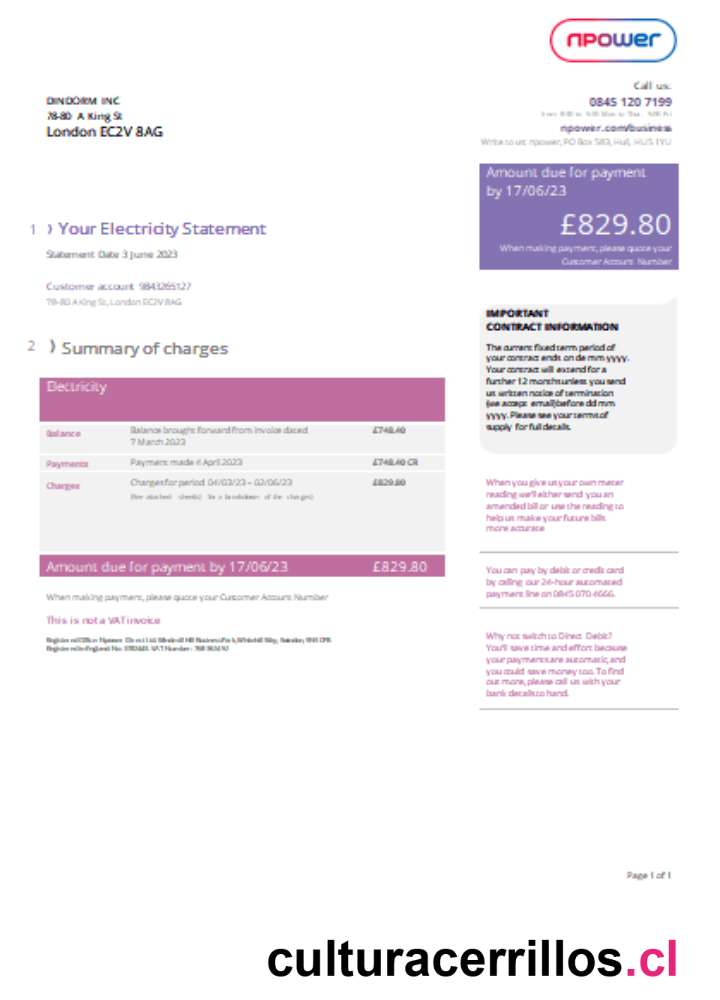 npower
Call us:
0845 120 7199
npower.com/business
Write to us: npower, PO Box 583, Hull, HU5 1YU
DINDORM INC
78-80 A King St
London EC2V 8AG
Amount due for payment
by 17/06/23
£829.80
When making payment, please quote your
Customer Account Number
1 ) Your Electricity Statement
Statement Date 3 June 2023
Customer account 9843265127
78-80 A King St, London EC2V 8AG
2 ) Summary of charges
Electricity
Balance Balance brought forward from invoice dated £748.40
7 March 2023
Payments Payment made 4 April 2023 £748.40 CR
Charges Charges for period 04/03/23 – 02/06/23 £829.80
(See attached sheet(s) for a breakdown of the charges)
Amount due for payment by 17/06/23 £829.80
When making payment, please quote your Customer Account Number
This is not a VAT invoice
IMPORTANT
CONTRACT INFORMATION
The current fixed term period of
your contract ends on de mm yyyy.
Your contract will extend for a
further 12 months unless you send
us written notice of termination
(we accept email) before dd mm
yyyy. Please see your terms of
supply for full details.
When you give us your own meter
reading we'll either send you an
amended bill or use the reading to
help us make your future bills
more accurate
You can pay by debit or credit card
by calling our 24-hour automated
payment line on 0845 070 4666.
Why not switch to Direct Debit?
You'll save time and effort because
your payments are automatic, and
you could save money too. To find
out more, please call us with your
bank details to hand.
Page 1 of 1
culturacerrillos.cl